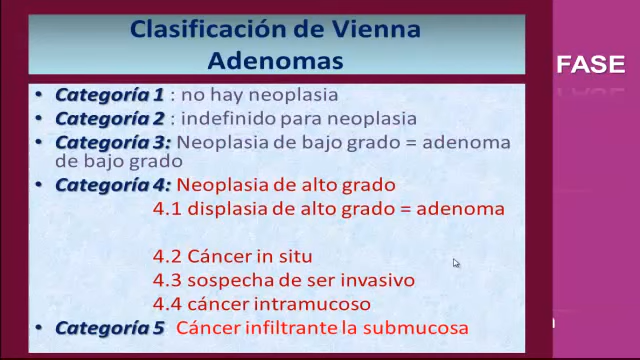 Clasificación de Vienna
Adenomas
FASE
• Categoría 1 : no hay neoplasia
• Categoría 2 : indefinido para neoplasia
• Categoría 3: Neoplasia de bajo grado = adenoma
de bajo grado
• Categoría 4: Neoplasia de alto grado
4.1 displasia de alto grado = adenoma
4.2 Cáncer in situ
4.3 sospecha de ser invasivo
4.4 cáncer intramucoso
• Categoría 5 Cáncer infiltrante la submucosa